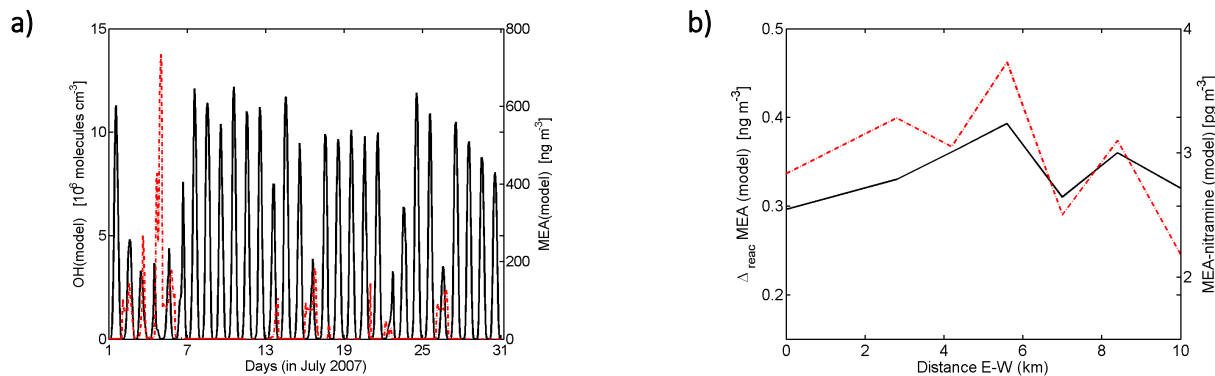 a)
15
10
5
0
OH(model) [10⁶ molecules cm⁻³]
800
600
400
200
0
MEA(model) [ng m⁻³]
1 7 13 19 25 31
Days (in July 2007)
b)
0.5
0.4
0.3
0.2
Δ reac MEA (model) [ng m⁻³]
4
3
2
MEA-nitramine (model) [pg m⁻³]
0 2 4 6 8 10
Distance E-W (km)